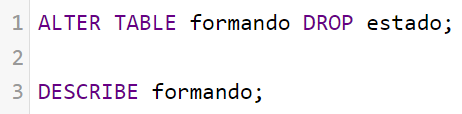 1 ALTER TABLE formando DROP estado;
2
3 DESCRIBE formando;